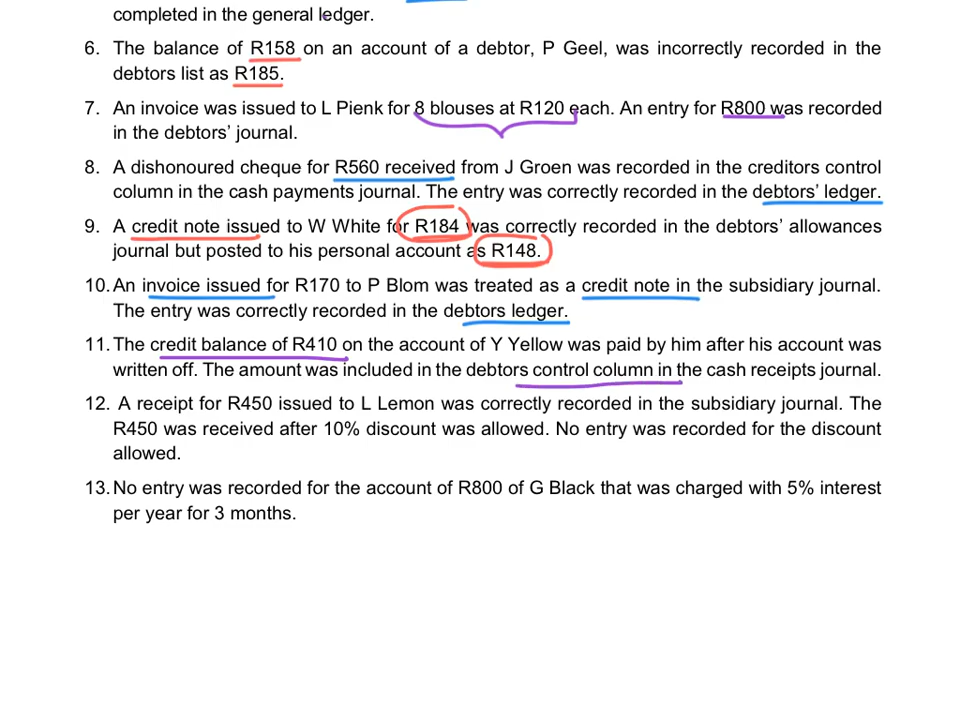 completed in the general ledger.
6. The balance of R158 on an account of a debtor, P Geel, was incorrectly recorded in the
debtors list as R185.
7. An invoice was issued to L Pienk for 8 blouses at R120 each. An entry for R800 was recorded
in the debtors' journal.
8. A dishonoured cheque for R560 received from J Groen was recorded in the creditors control
column in the cash payments journal. The entry was correctly recorded in the debtors' ledger.
9. A credit note issued to W White for R184 was correctly recorded in the debtors' allowances
journal but posted to his personal account as R148.
10. An invoice issued for R170 to P Blom was treated as a credit note in the subsidiary journal.
The entry was correctly recorded in the debtors ledger.
11. The credit balance of R410 on the account of Y Yellow was paid by him after his account was
written off. The amount was included in the debtors control column in the cash receipts journal.
12. A receipt for R450 issued to L Lemon was correctly recorded in the subsidiary journal. The
R450 was received after 10% discount was allowed. No entry was recorded for the discount
allowed.
13. No entry was recorded for the account of R800 of G Black that was charged with 5% interest
per year for 3 months.